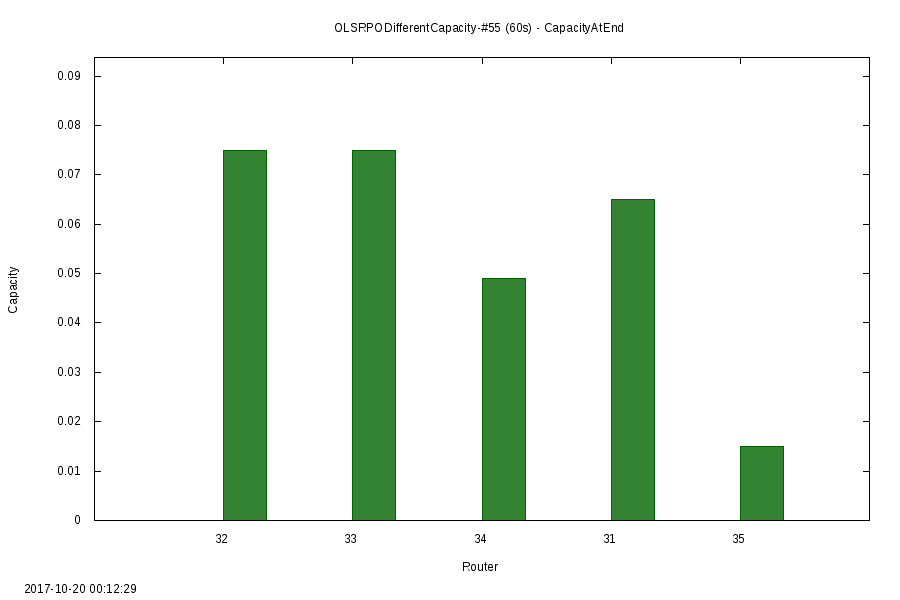 OLSRPODifferentCapacity-#55 (60s) - CapacityAtEnd
0.09
0.08
0.07
0.06
0.05
0.04
0.03
0.02
0.01
0
Capacity
32 33 34 31 35
Router
2017-10-20 00:12:29